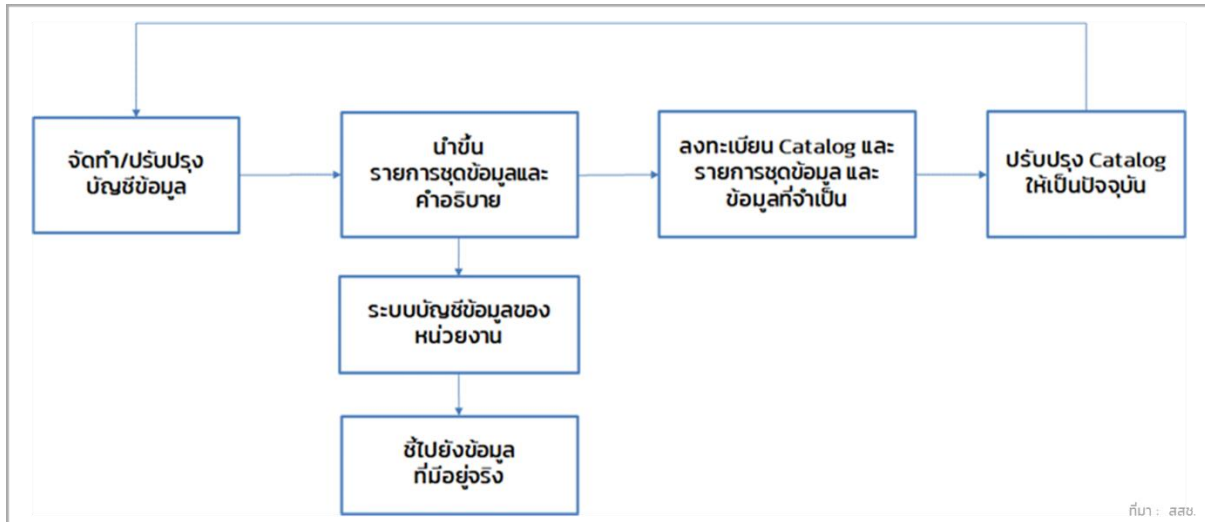 จัดทำ/ปรับปรุง
บัญชีข้อมูล
นำขึ้น
รายการชุดข้อมูลและ
คำอธิบาย
ลงทะเบียน Catalog และ
รายการชุดข้อมูล และ
ข้อมูลที่จำเป็น
ปรับปรุง Catalog
ให้เป็นปัจจุบัน
ระบบบัญชีข้อมูลของ
หน่วยงาน
ชี้ไปยังข้อมูล
ที่มีอยู่จริง
ที่มา : สสช.